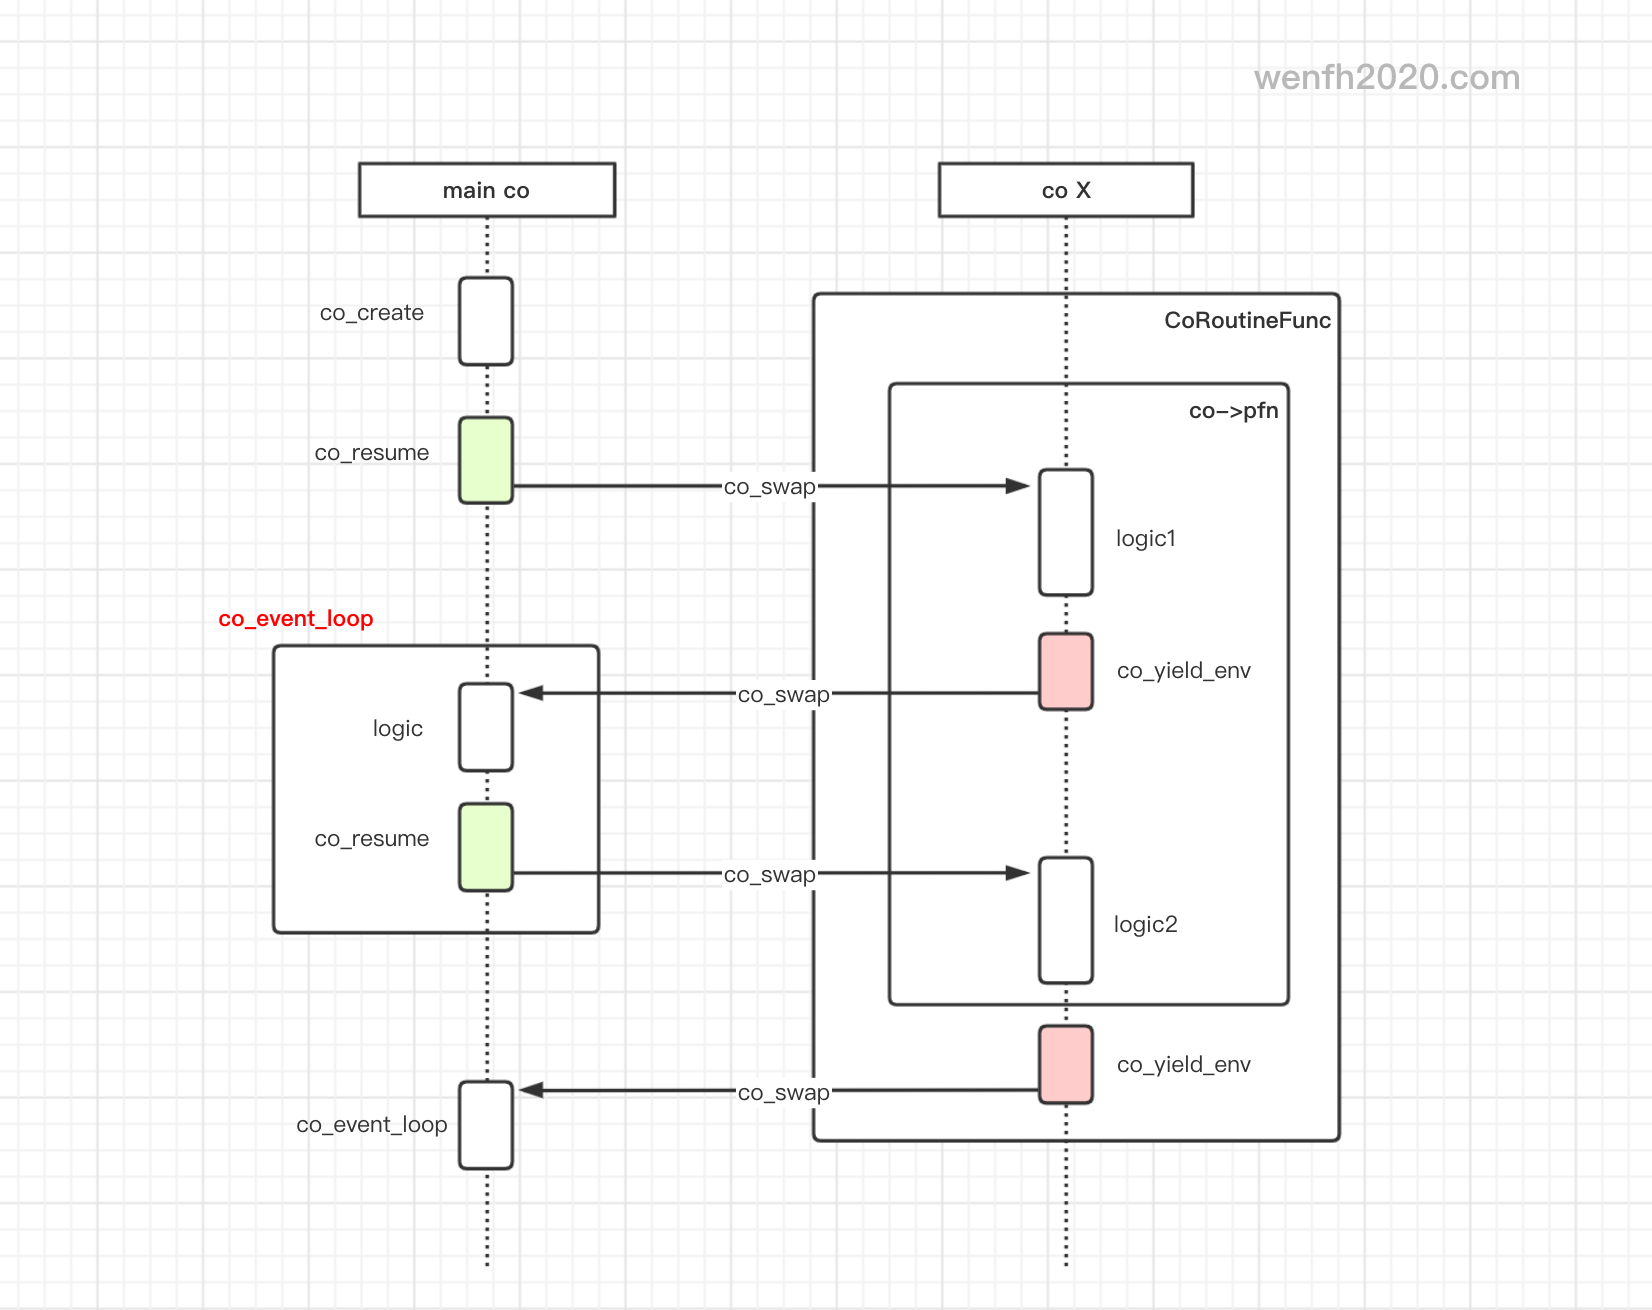 wenfh2020.com
main co
co X
co_create
CoRoutineFunc
co->pfn
co_resume
co_swap
logic1
co_event_loop
co_yield_env
co_swap
logic
co_resume
co_swap
logic2
co_yield_env
co_swap
co_event_loop